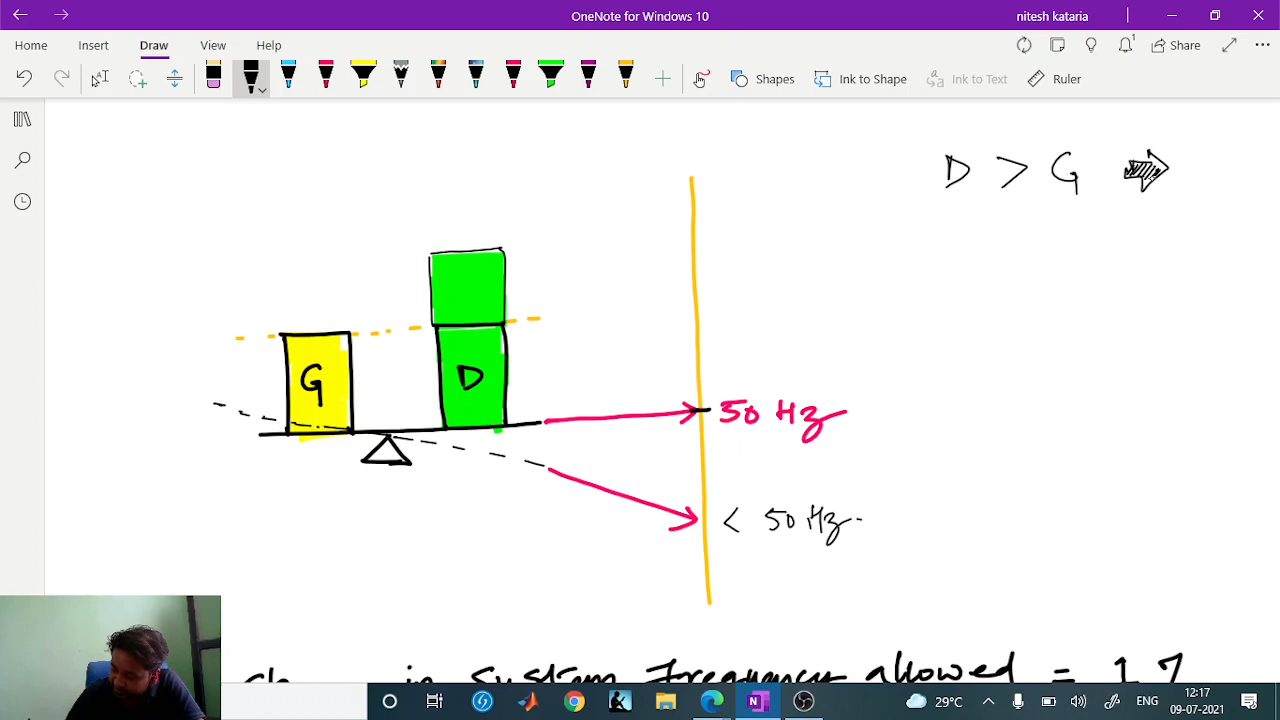 OneNote for Windows 10
nitesh kataria
Home Insert Draw View Help
Share
Shapes Ink to Shape Ink to Text Ruler
D > G
G
D
50 Hz
< 50 Hz
in system frequency allowed = 1
29°C ENG 12:17
09-07-2021